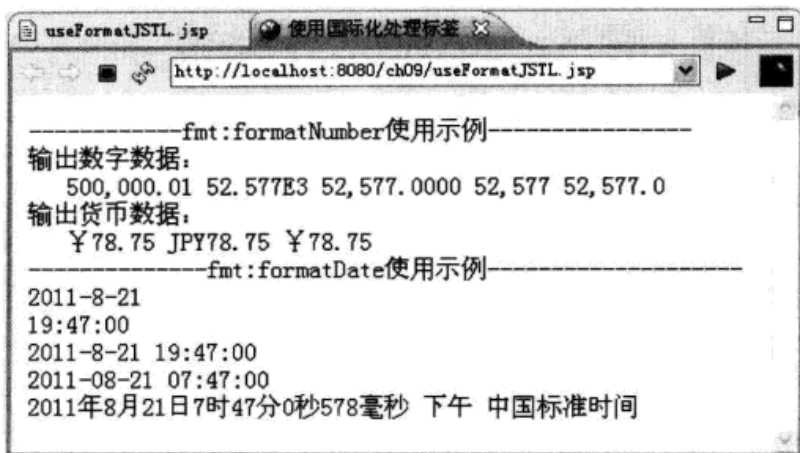 useFormatJSTL.jsp 使用国际化处理标签
http://localhost:8080/ch09/useFormatJSTL.jsp
------------fmt:formatNumber使用示例----------------
输出数字数据：
500,000.01 52.577E3 52,577.0000 52,577 52,577.0
输出货币数据：
￥78.75 JPY78.75 ￥78.75
--------------fmt:formatDate使用示例--------------------
2011-8-21
19:47:00
2011-8-21 19:47:00
2011-08-21 07:47:00
2011年8月21日7时47分0秒578毫秒 下午 中国标准时间